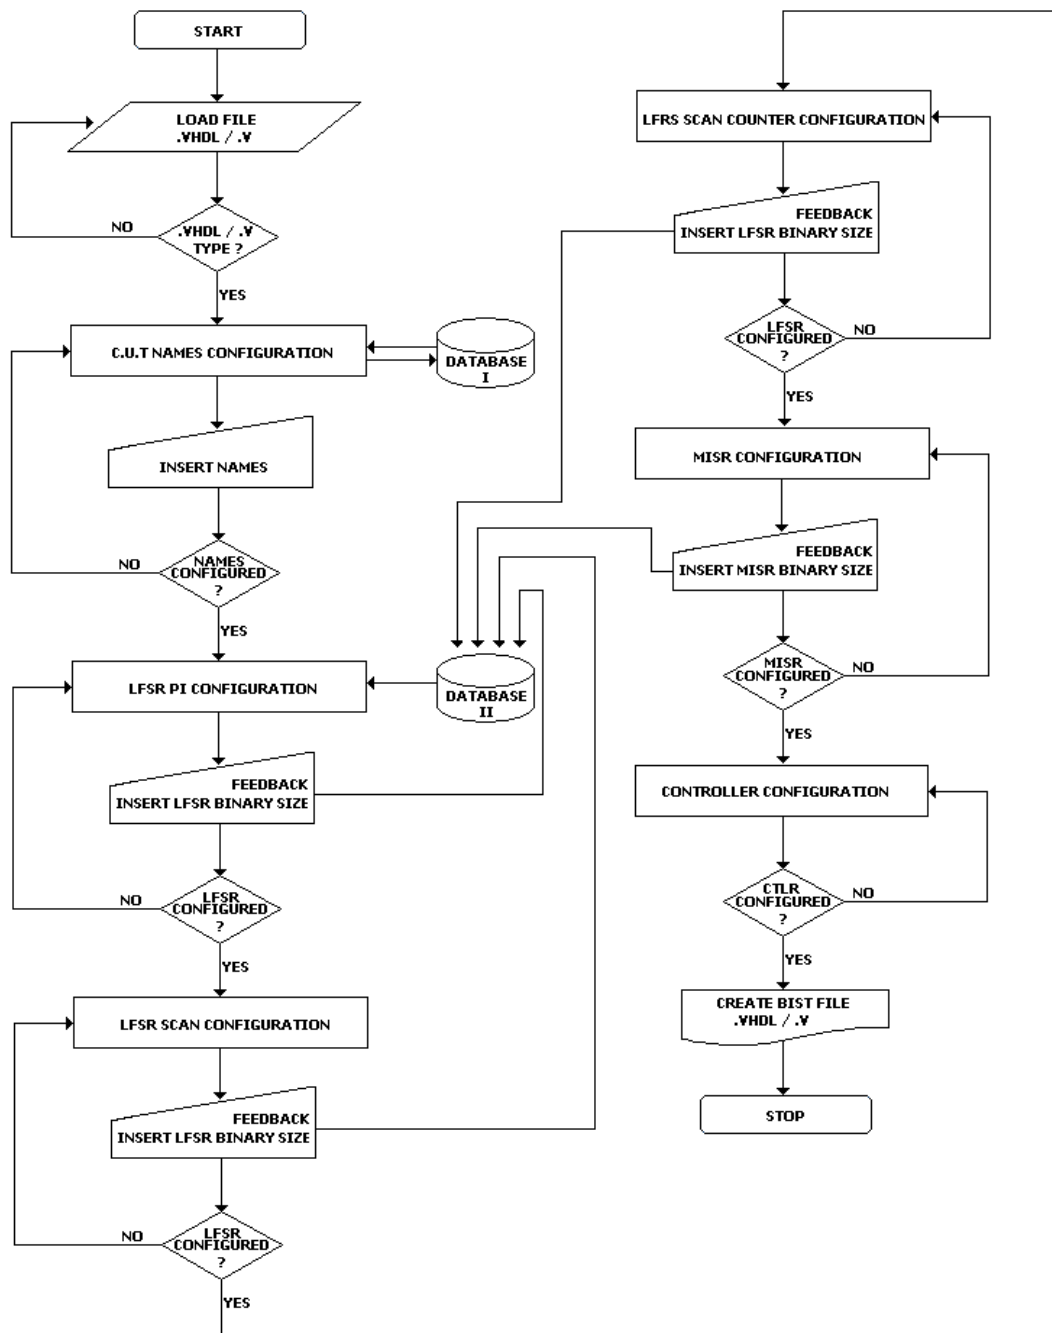 START
LOAD FILE
.VHDL / .V
NO
.VHDL / .V
TYPE ?
YES
C.U.T NAMES CONFIGURATION
DATABASE
I
INSERT NAMES
NO
NAMES
CONFIGURED
?
YES
LFSR PI CONFIGURATION
DATABASE
II
FEEDBACK
INSERT LFSR BINARY SIZE
NO
LFSR
CONFIGURED
?
YES
LFSR SCAN CONFIGURATION
FEEDBACK
INSERT LFSR BINARY SIZE
NO
LFSR
CONFIGURED
?
YES
LFRS SCAN COUNTER CONFIGURATION
FEEDBACK
INSERT LFSR BINARY SIZE
LFSR
CONFIGURED
?
NO
YES
MISR CONFIGURATION
FEEDBACK
INSERT MISR BINARY SIZE
MISR
CONFIGURED
?
NO
YES
CONTROLLER CONFIGURATION
CTLR
CONFIGURED
?
NO
YES
CREATE BIST FILE
.VHDL / .V
STOP